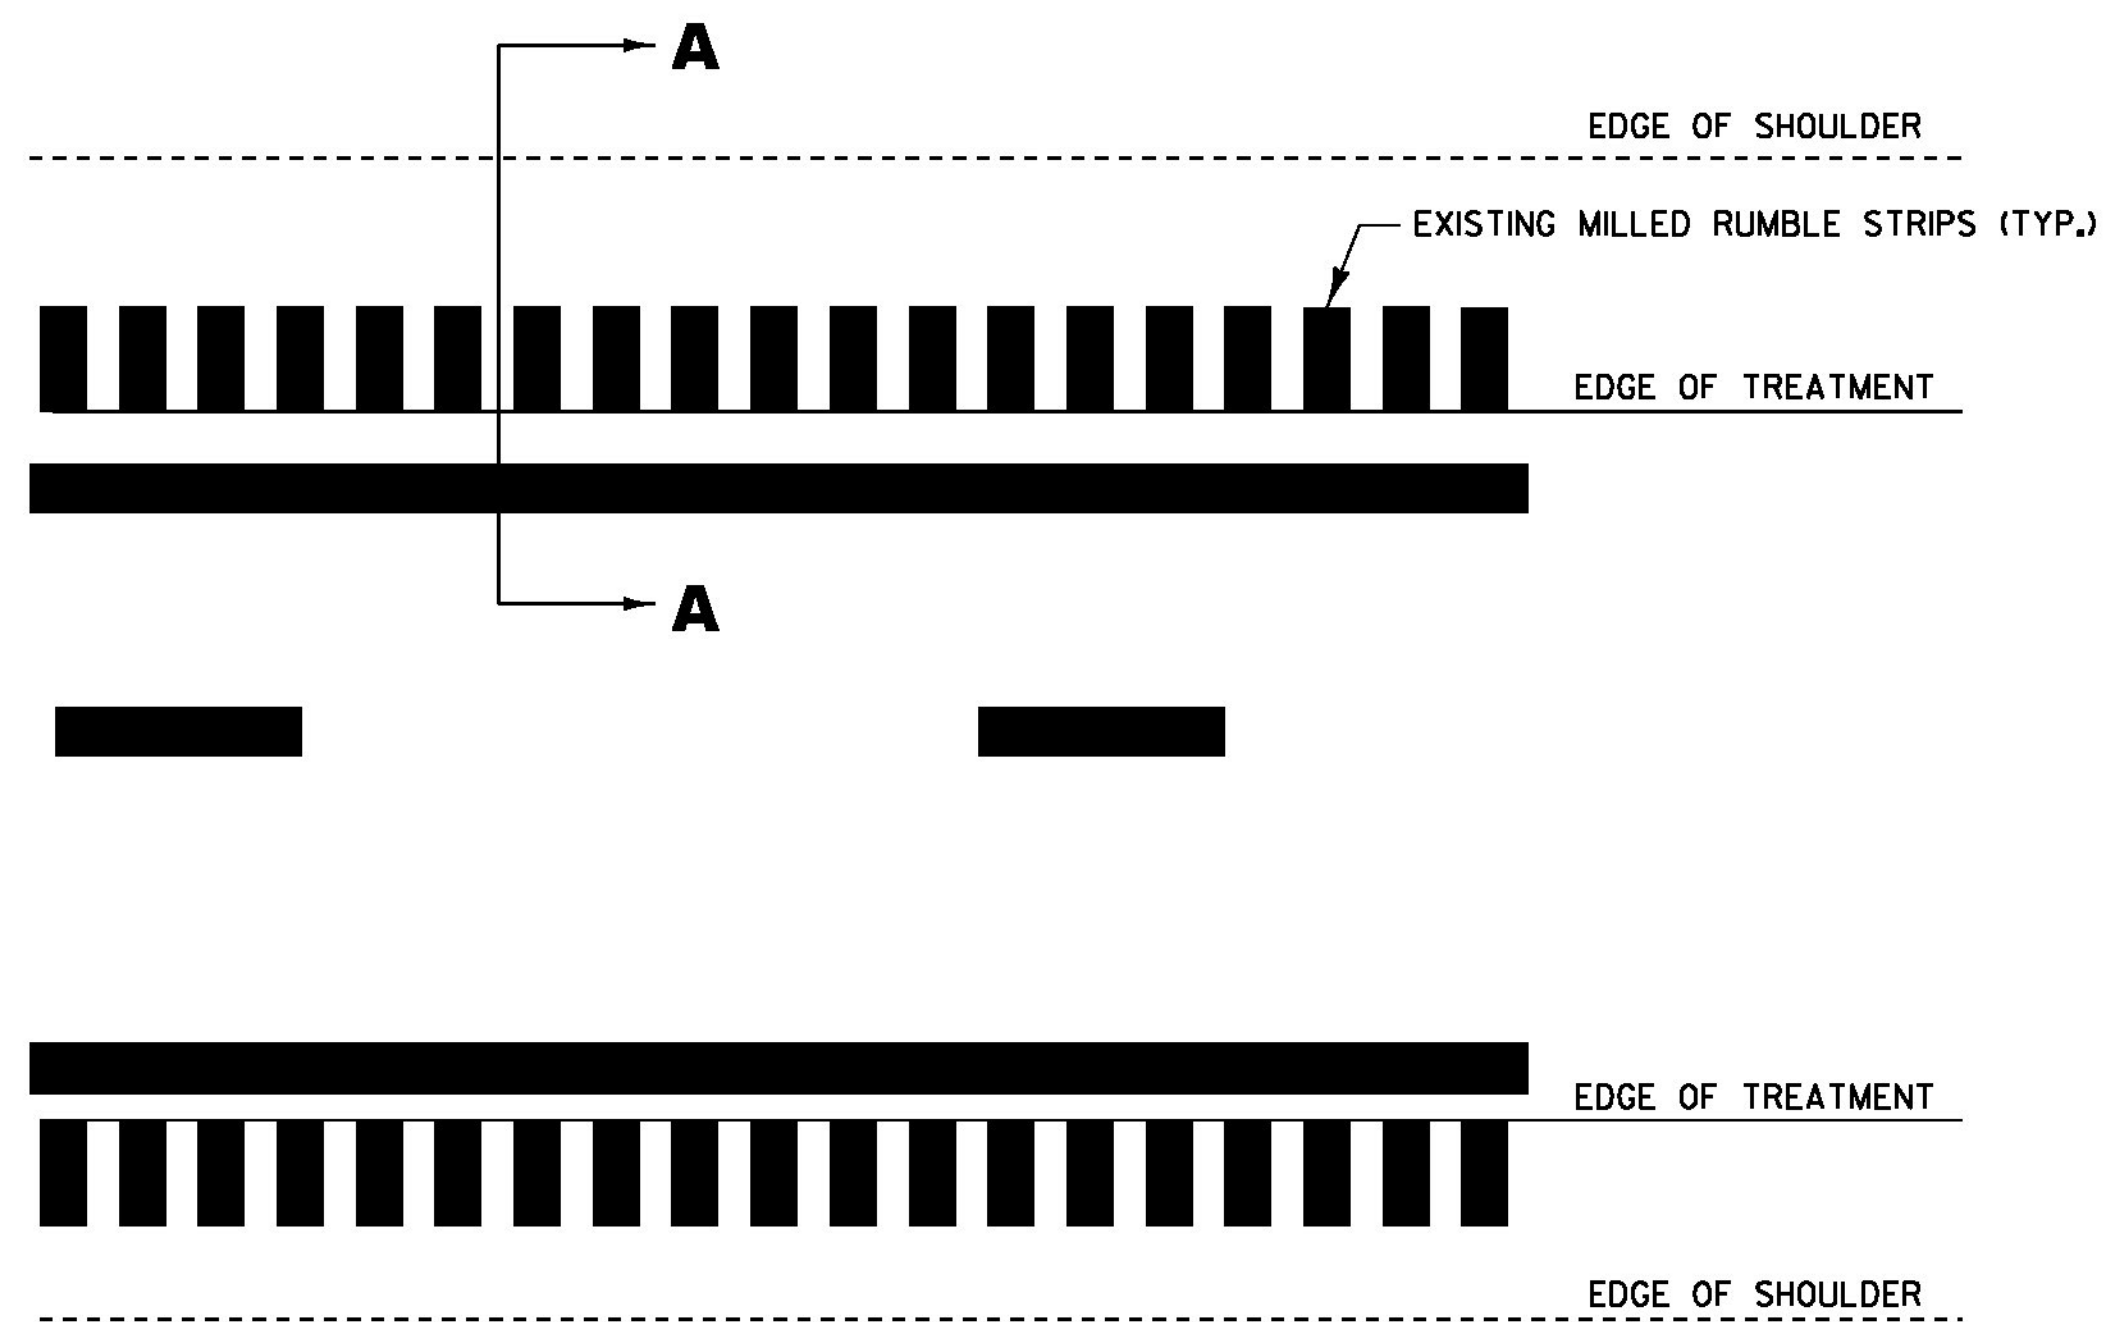 A
EDGE OF SHOULDER
EXISTING MILLED RUMBLE STRIPS (TYP.)
EDGE OF TREATMENT
A
EDGE OF TREATMENT
EDGE OF SHOULDER